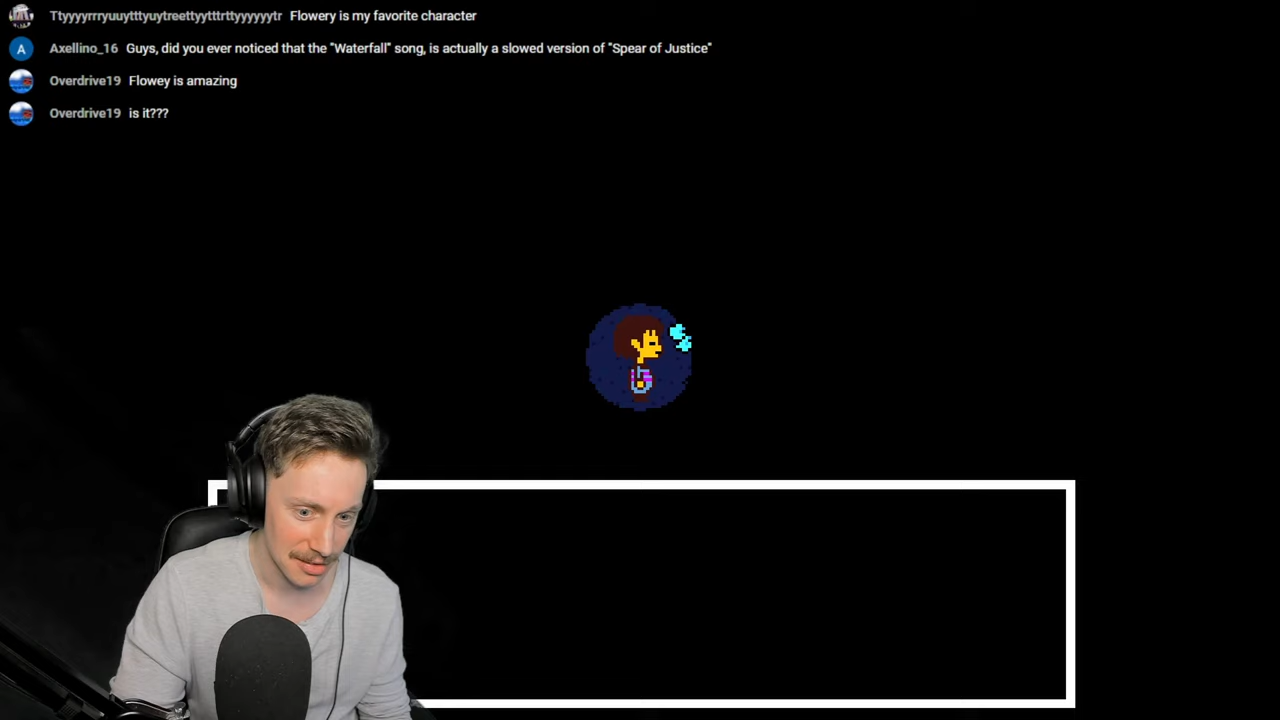 Ttyyyyrrryuuytttyuytreettyytttrttyyyyyytr Flowery is my favorite character
A Axellino_16 Guys, did you ever noticed that the "Waterfall" song, is actually a slowed version of "Spear of Justice"
Overdrive19 Flowey is amazing
Overdrive19 is it???